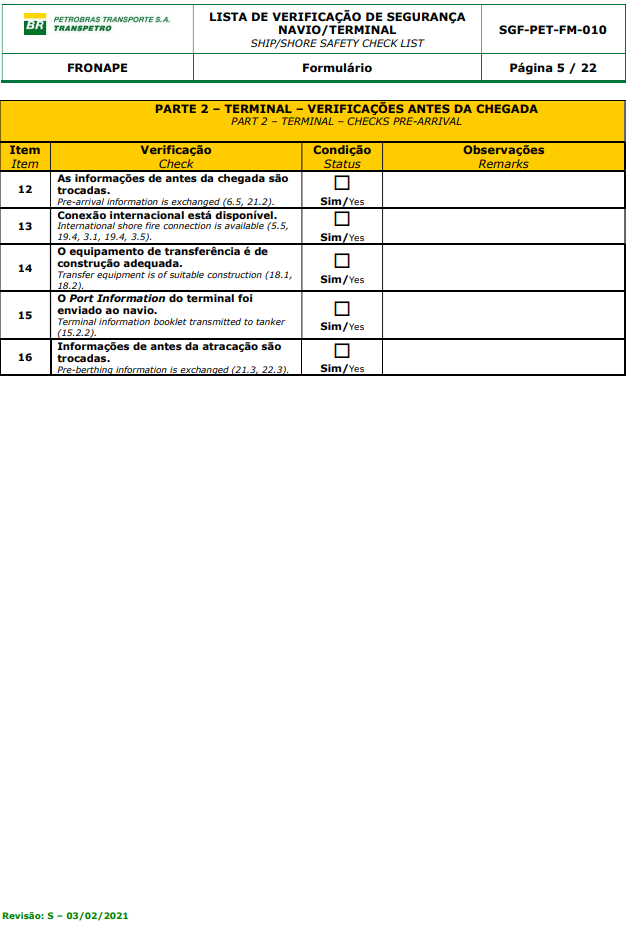 BR
PETROBRAS TRANSPORTE S.A.
TRANSPETRO
LISTA DE VERIFICAÇÃO DE SEGURANÇA
NAVIO/TERMINAL
SHIP/SHORE SAFETY CHECK LIST
SGF-PET-FM-010
FRONAPE
Formulário
Página 5 / 22
PARTE 2 – TERMINAL – VERIFICAÇÕES ANTES DA CHEGADA
PART 2 – TERMINAL – CHECKS PRE-ARRIVAL
Item
Item
Verificação
Check
Condição
Status
Observações
Remarks
12
As informações de antes da chegada são
trocadas.
Pre-arrival information is exchanged (6.5, 21.2).
☐
Sim/Yes
13
Conexão internacional está disponível.
International shore fire connection is available (5.5,
19.4, 3.1, 19.4, 3.5).
☐
Sim/Yes
14
O equipamento de transferência é de
construção adequada.
Transfer equipment is of suitable construction (18.1,
18.2).
☐
Sim/Yes
15
O Port Information do terminal foi
enviado ao navio.
Terminal information booklet transmitted to tanker
(15.2.2).
☐
Sim/Yes
16
Informações de antes da atracação são
trocadas.
Pre-berthing information is exchanged (21.3, 22.3).
☐
Sim/Yes
Revisão: S – 03/02/2021